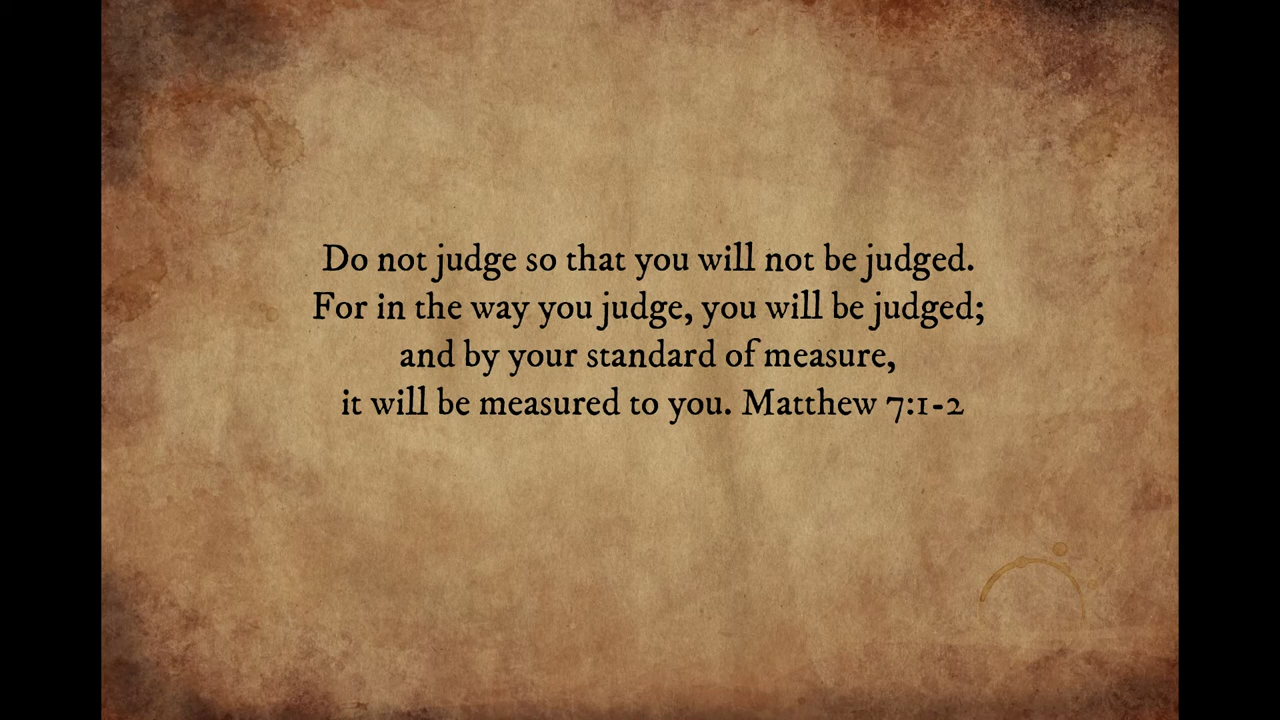 Do not judge so that you will not be judged.
For in the way you judge, you will be judged;
and by your standard of measure,
it will be measured to you. Matthew 7:1-2